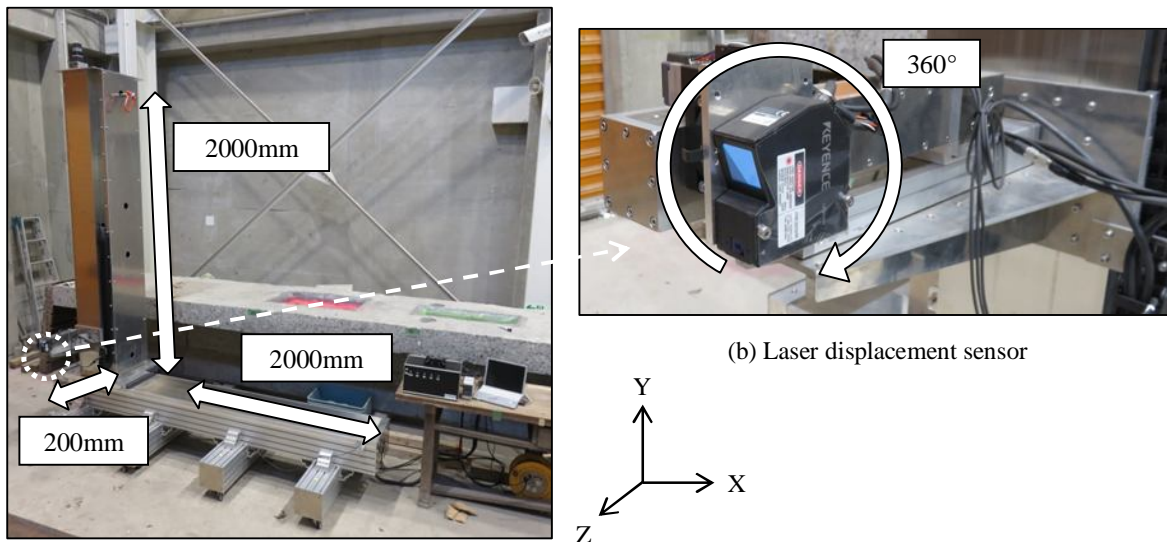 2000mm
2000mm
200mm
360°
KEYENCE
(b) Laser displacement sensor
Y
X
Z